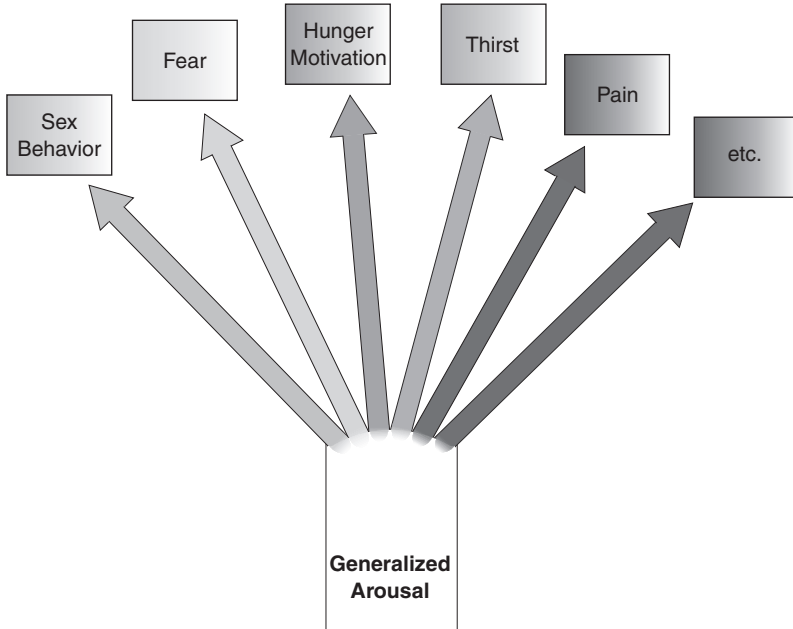 Sex
Behavior
Fear
Hunger
Motivation
Thirst
Pain
etc.
Generalized
Arousal